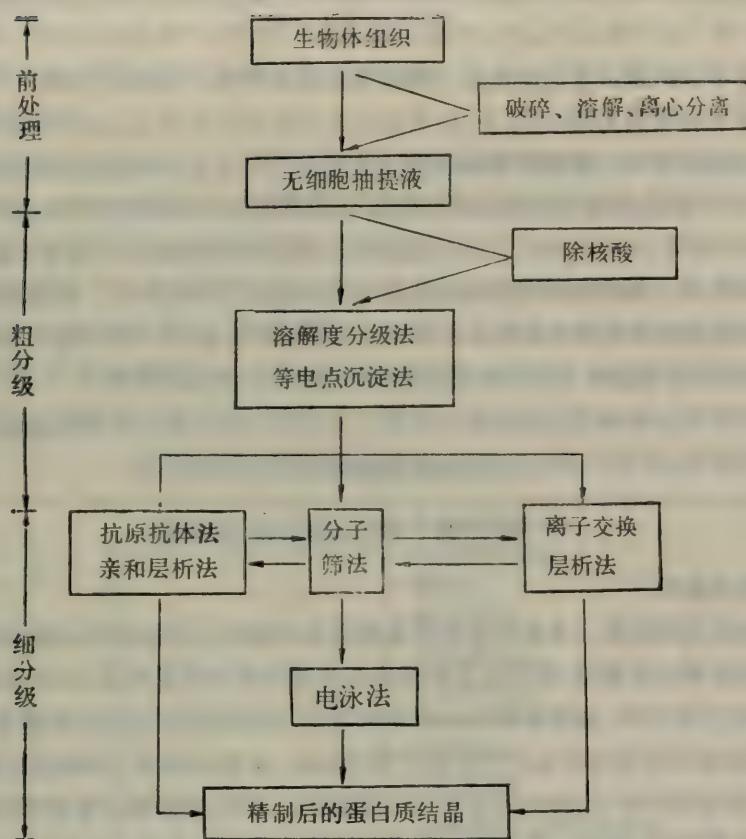 生物体组织
前处理
破碎、溶解、离心分离
无细胞抽提液
除核酸
粗分级
溶解度分级法
等电点沉淀法
抗原抗体法
亲和层析法
分子
筛法
离子交换
层析法
细分级
电泳法
精制后的蛋白质结晶